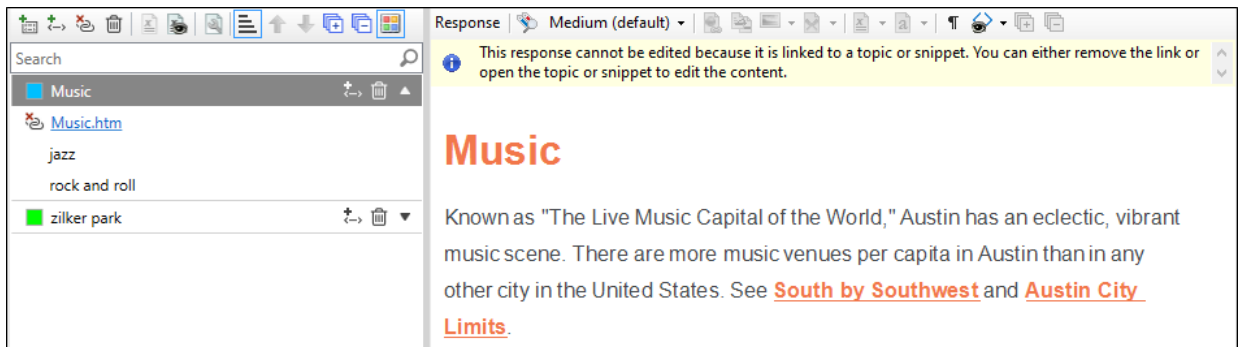 Response Medium (default)
Search
This response cannot be edited because it is linked to a topic or snippet. You can either remove the link or
open the topic or snippet to edit the content.
Music
Music.htm
jazz
rock and roll
zilker park
Music
Known as "The Live Music Capital of the World," Austin has an eclectic, vibrant
music scene. There are more music venues per capita in Austin than in any
other city in the United States. See South by Southwest and Austin City
Limits.